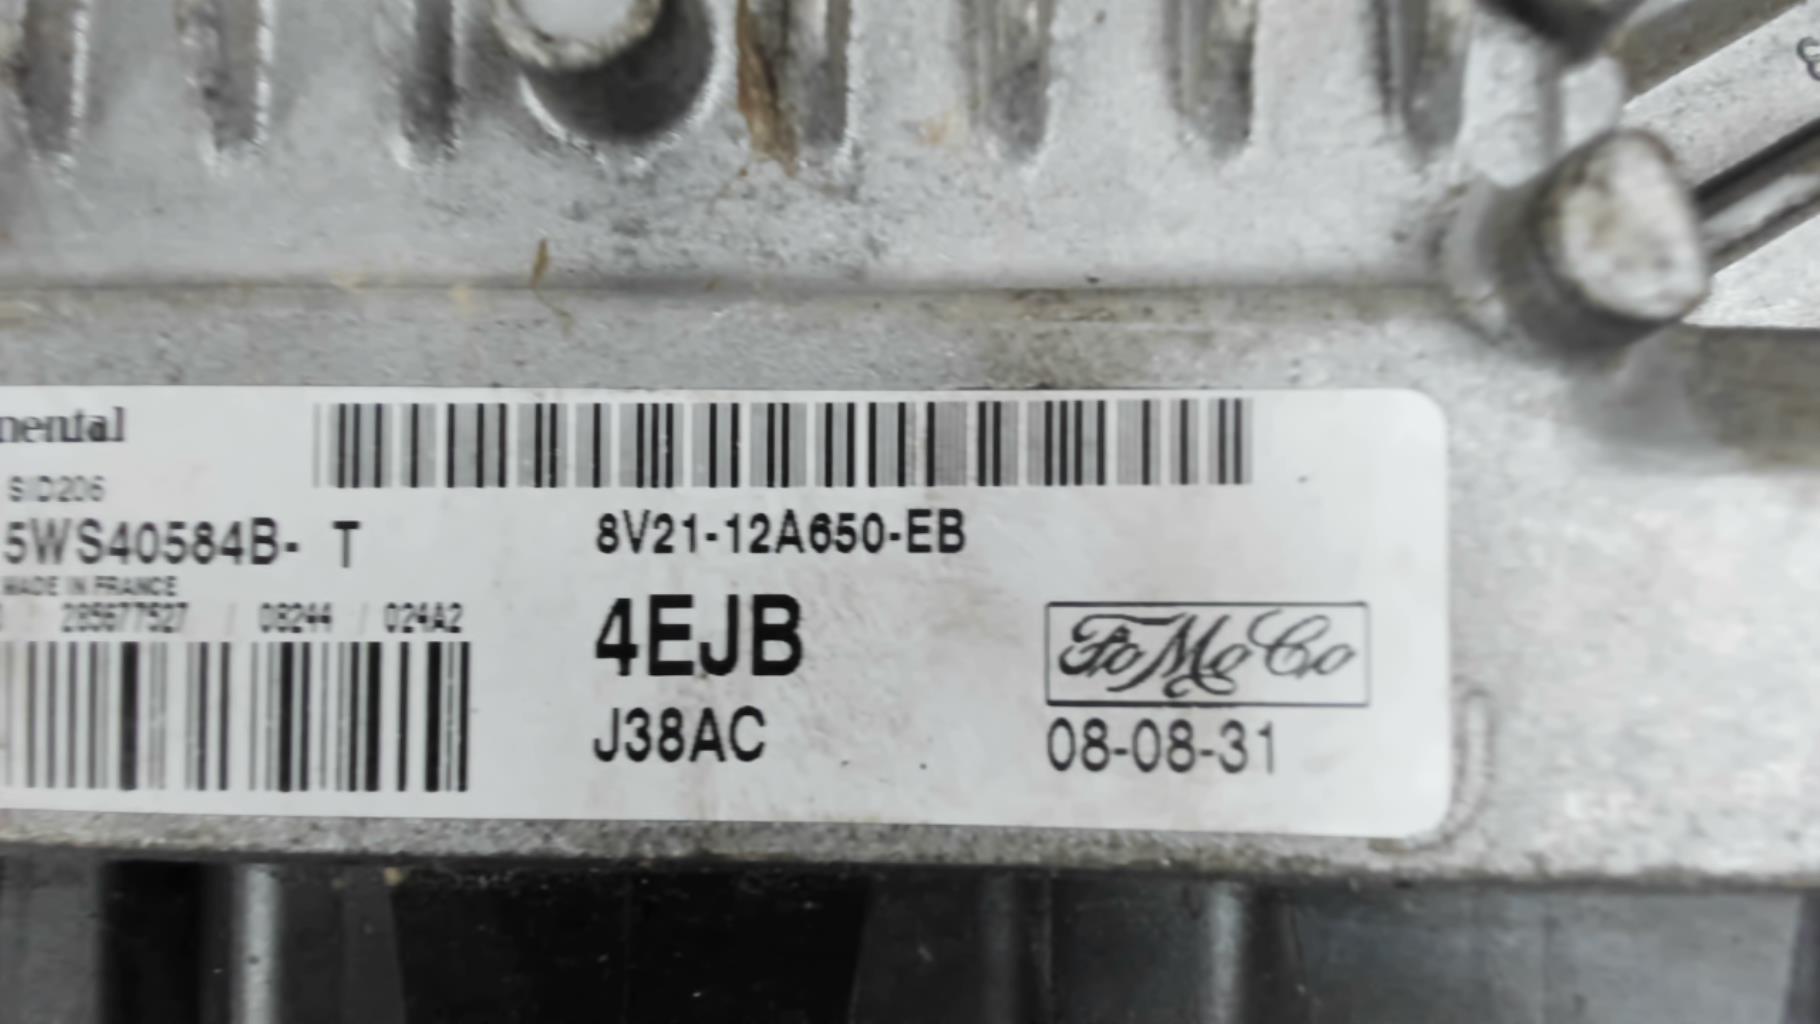 nental
SID206
5WS40584B- T
MADE IN FRANCE
285677527 / 08244 / 024A2
8V21-12A650-EB
4EJB
J38AC
FoMoCo
08-08-31